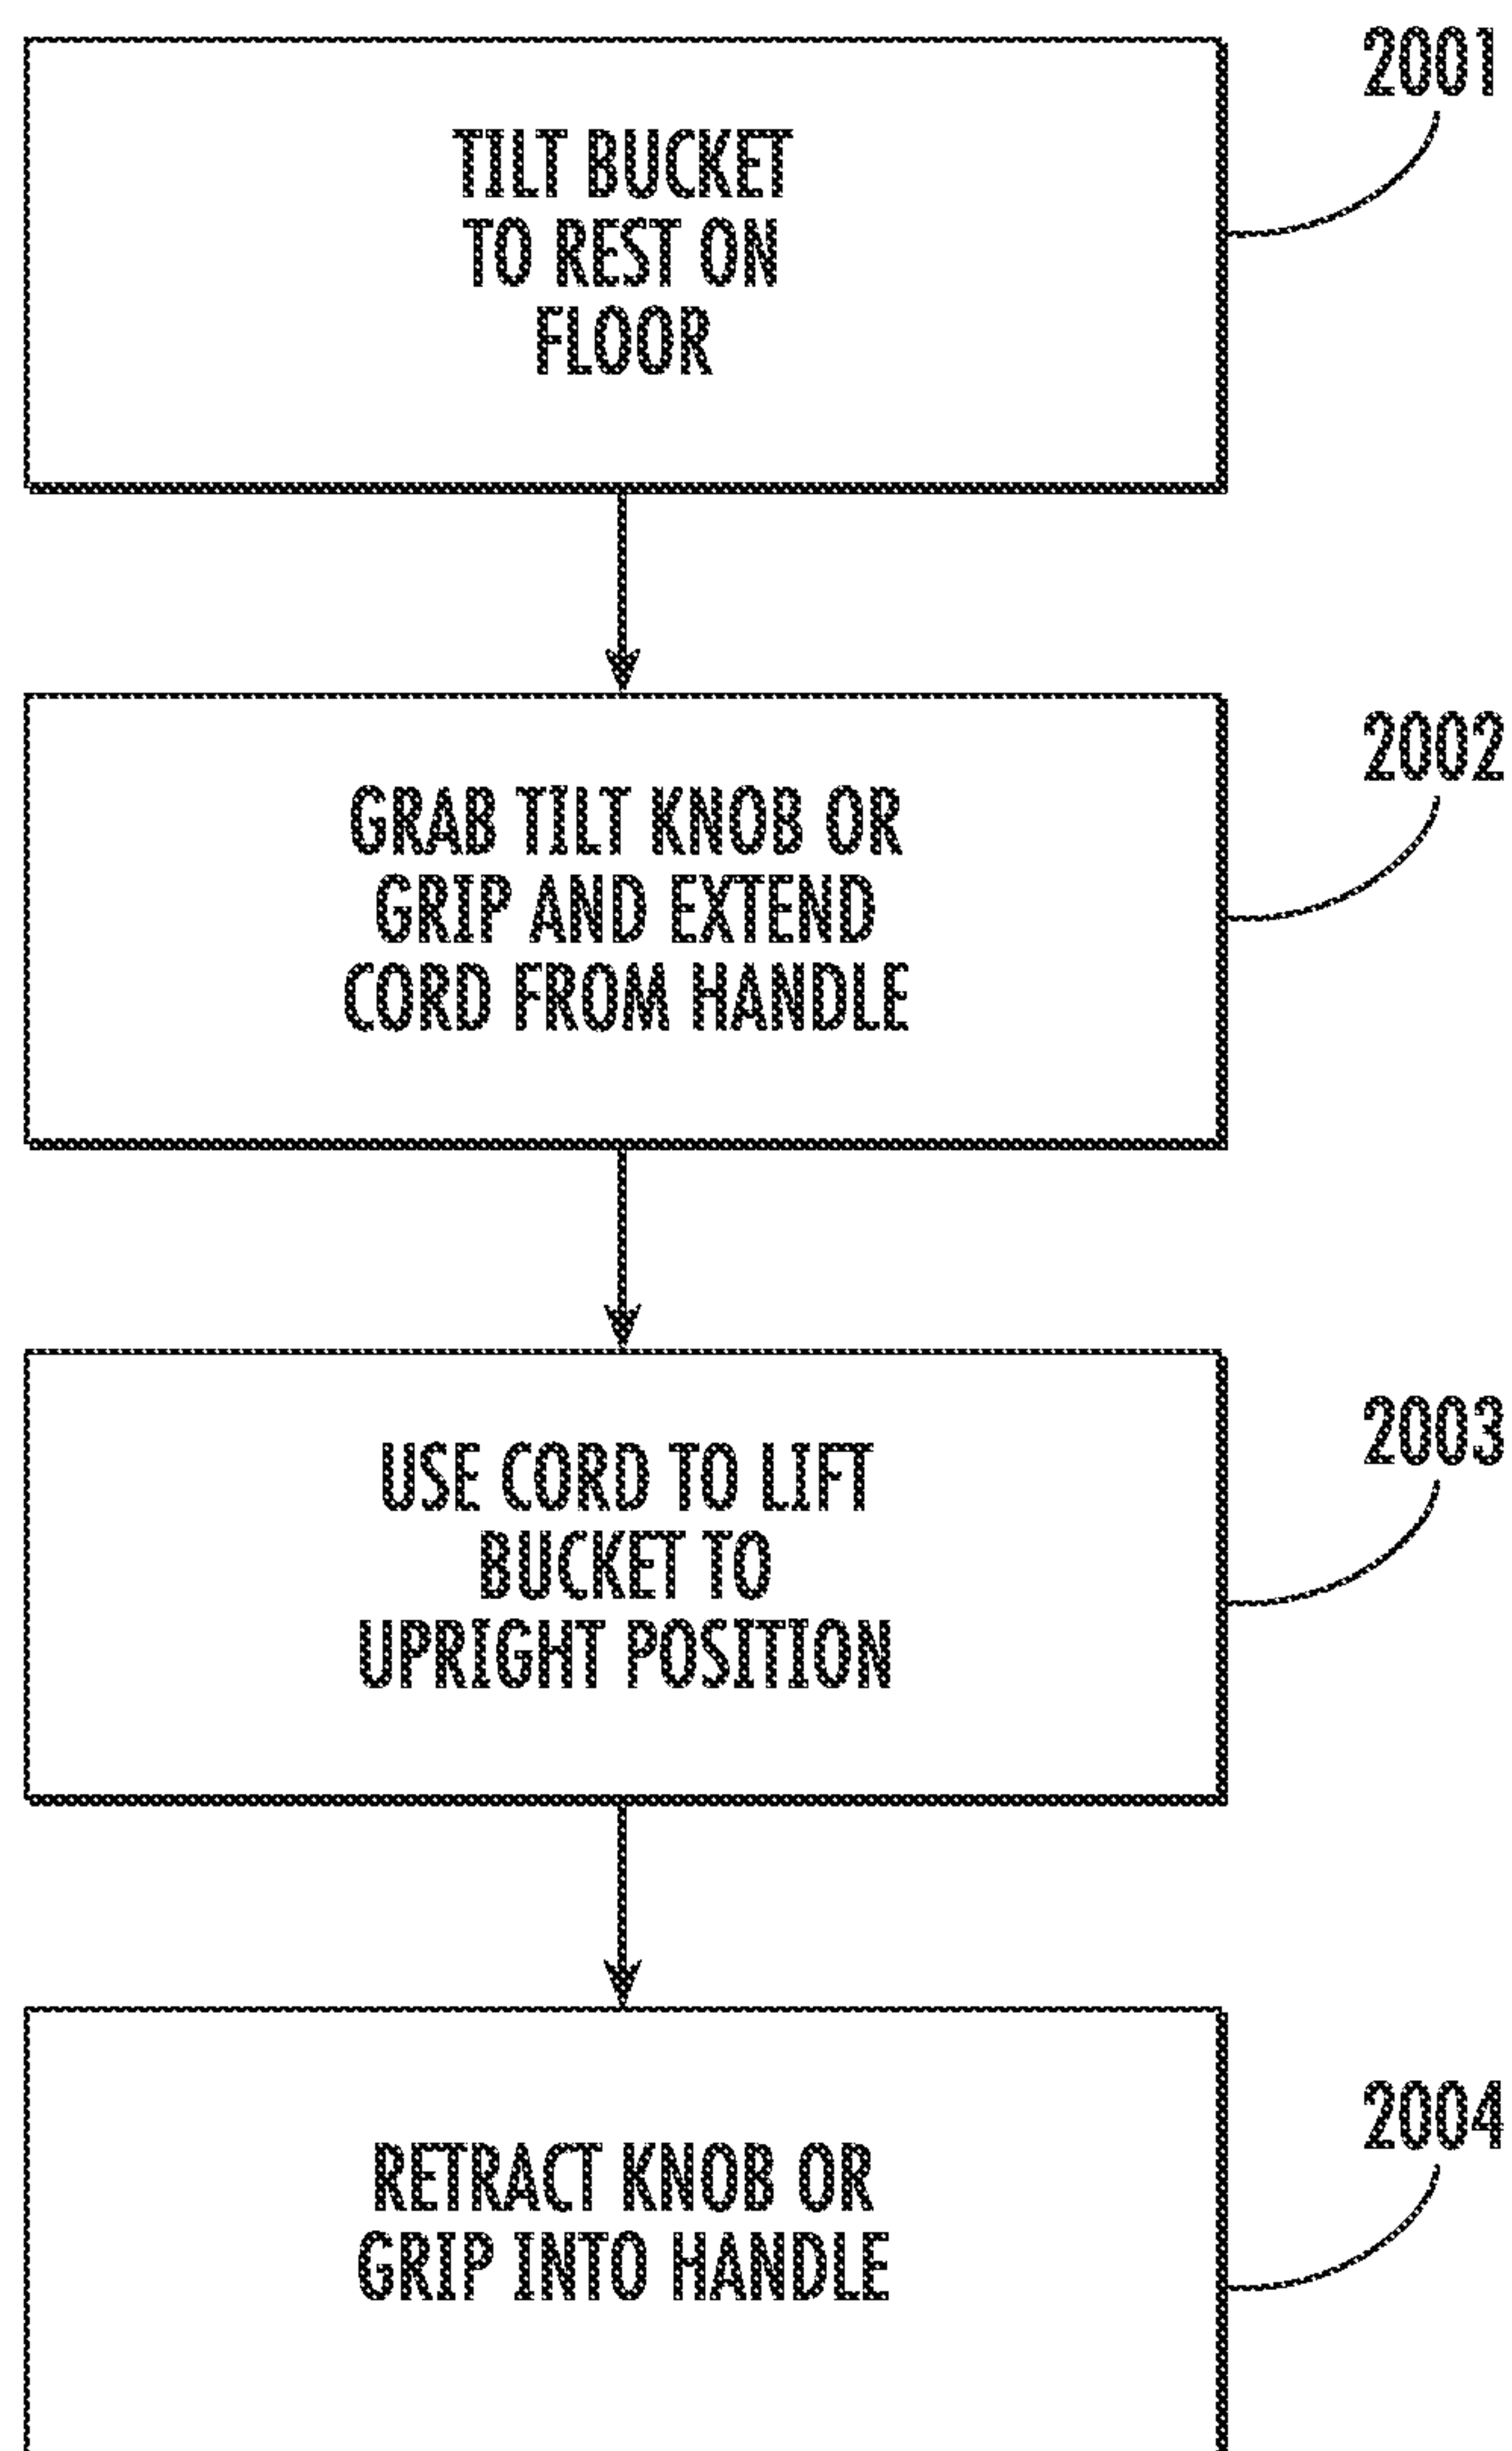 2001
TILT BUCKET
TO REST ON
FLOOR
2002
GRAB TILT KNOB OR
GRIP AND EXTEND
CORD FROM HANDLE
2003
USE CORD TO LIFT
BUCKET TO
UPRIGHT POSITION
2004
RETRACT KNOB OR
GRIP INTO HANDLE